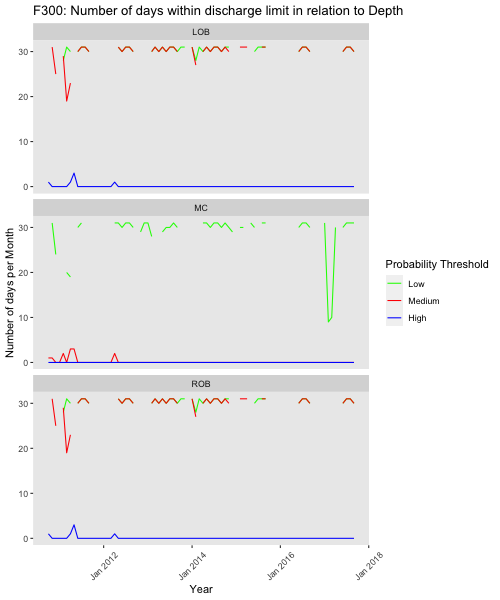 F300: Number of days within discharge limit in relation to Depth
LOB
30
20
10
0
MC
30
20
10
0
ROB
30
20
10
0
Number of days per Month
Jan 2012
Jan 2014
Jan 2016
Jan 2018
Year
Probability Threshold
Low
Medium
High